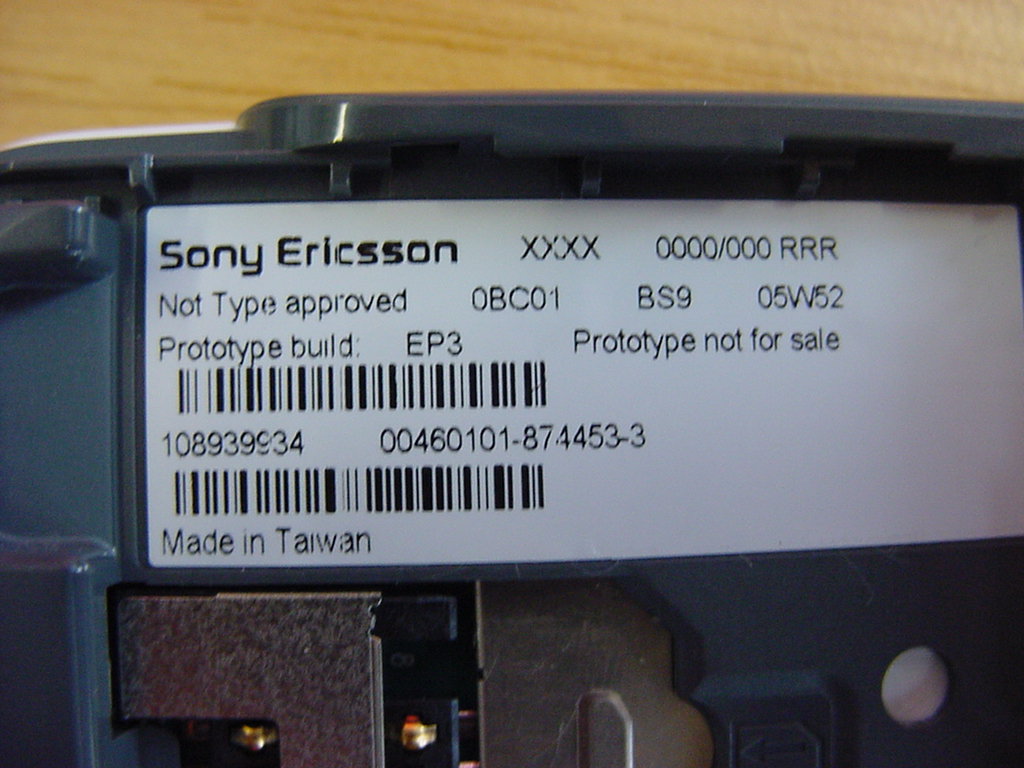 Sony Ericsson XXXX 0000/000 RRR
Not Type approved 0BC01 BS9 05W52
Prototype build: EP3 Prototype not for sale
108939934 00460101-874453-3
Made in Taiwan